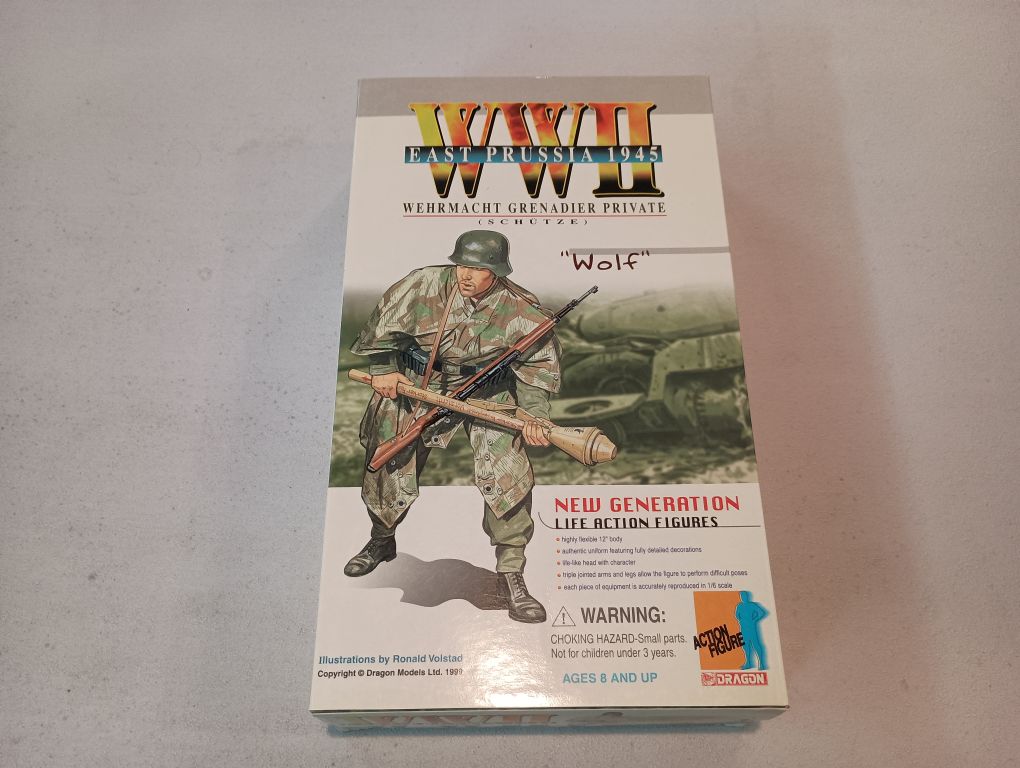 WWII
EAST PRUSSIA 1945
WEHRMACHT GRENADIER PRIVATE
(SCHÜTZE)
"Wolf"
NEW GENERATION
LIFE ACTION FIGURES
highly flexible 12" body
authentic uniform featuring fully detailed decorations
life-like head with character
triple jointed arms and legs allow the figure to perform difficult poses
each piece of equipment is accurately reproduced in 1/6 scale
WARNING:
CHOKING HAZARD-Small parts.
Not for children under 3 years.
AGES 8 AND UP
ACTION
FIGURE
DRAGON
Illustrations by Ronald Volstad
Copyright © Dragon Models Ltd. 1999
WWII